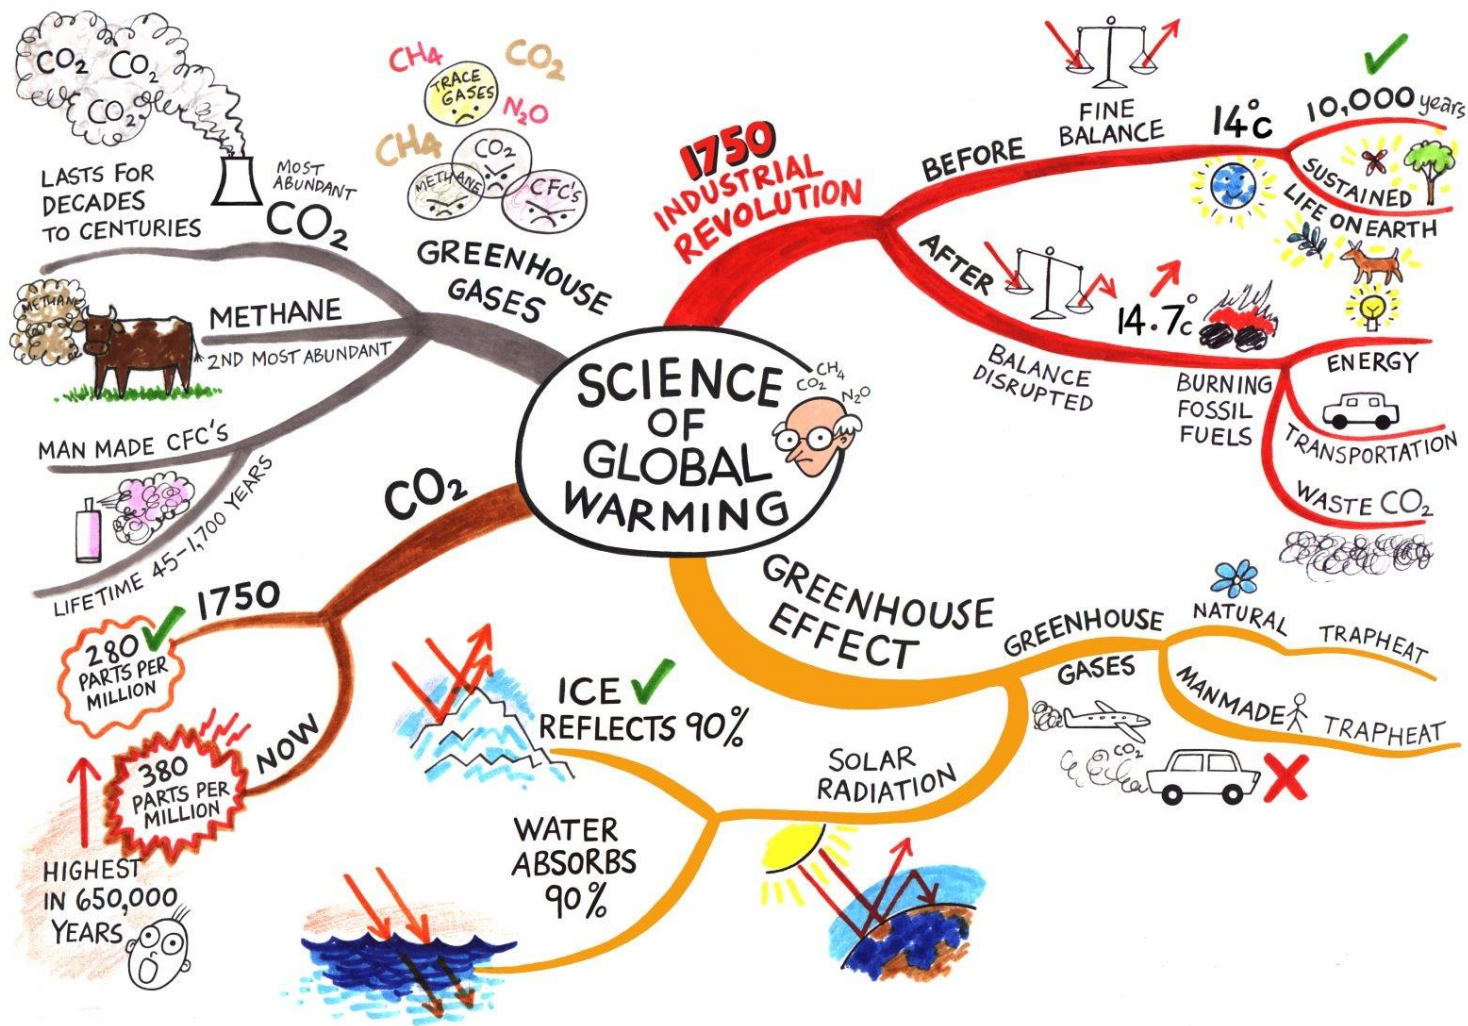 SCIENCE
OF
GLOBAL
WARMING
CO2
CH4
N2O
1750
INDUSTRIAL
REVOLUTION
BEFORE
FINE
BALANCE
14°C
10,000 years
SUSTAINED
LIFE ON EARTH
AFTER
BALANCE
DISRUPTED
14.7°C
BURNING
FOSSIL
FUELS
ENERGY
TRANSPORTATION
WASTE CO2
GREENHOUSE
EFFECT
GREENHOUSE
GASES
NATURAL
TRAPHEAT
MANMADE
TRAPHEAT
CO2
SOLAR
RADIATION
ICE
REFLECTS 90%
WATER
ABSORBS
90%
CO2
1750
280
PARTS PER
MILLION
NOW
380
PARTS PER
MILLION
HIGHEST
IN 650,000
YEARS
GREENHOUSE
GASES
CH4
CO2
TRACE
GASES
N2O
CH4
CO2
METHANE
CFC's
CO2
CO2
CO2
MOST
ABUNDANT
CO2
LASTS FOR
DECADES
TO CENTURIES
METHANE
METHANE
2ND MOST ABUNDANT
MAN MADE CFC'S
LIFETIME 45-1,700 YEARS